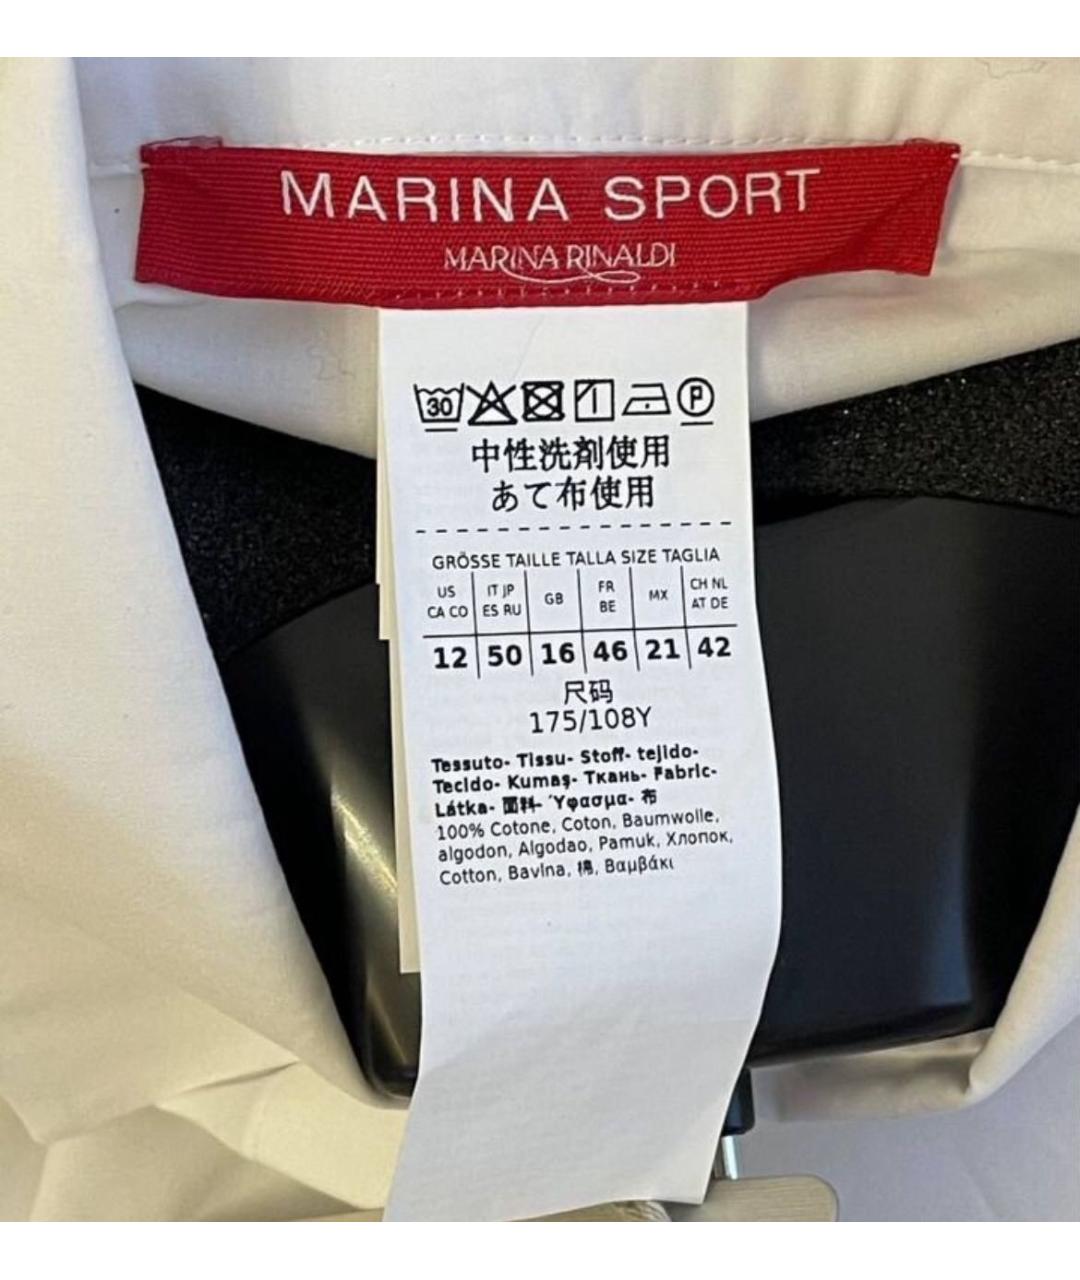 MARINA SPORT
MARINA RINALDI
30 P
中性洗剤使用
あて布使用
GRÖSSE TAILLE TALLA SIZE TAGLIA
US IT JP GB FR MX CH NL
CA CO ES RU BE AT DE
12 50 16 46 21 42
尺码
175/108Y
Tessuto- Tissu- Stoff- tejido-
Tecido- Kumaş- Ткань- Fabric-
Látka- 面料- Ύφασμα- 布
100% Cotone, Coton, Baumwolle,
algodon, Algodao, Pamuk, Хлопок,
Cotton, Bavlna, 棉, Βαμβάκι